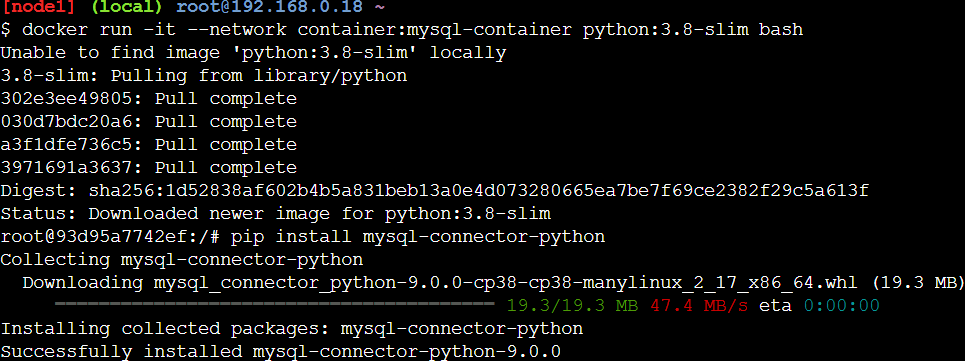 [node1] (local) root@192.168.0.18 ~
$ docker run -it --network container:mysql-container python:3.8-slim bash
Unable to find image 'python:3.8-slim' locally
3.8-slim: Pulling from library/python
302e3ee49805: Pull complete
030d7bdc20a6: Pull complete
a3f1dfe736c5: Pull complete
3971691a3637: Pull complete
Digest: sha256:1d52838af602b4b5a831beb13a0e4d073280665ea7be7f69ce2382f29c5a613f
Status: Downloaded newer image for python:3.8-slim
root@93d95a7742ef:/# pip install mysql-connector-python
Collecting mysql-connector-python
  Downloading mysql_connector_python-9.0.0-cp38-cp38-manylinux_2_17_x86_64.whl (19.3 MB)
19.3/19.3 MB 47.4 MB/s eta 0:00:00
Installing collected packages: mysql-connector-python
Successfully installed mysql-connector-python-9.0.0